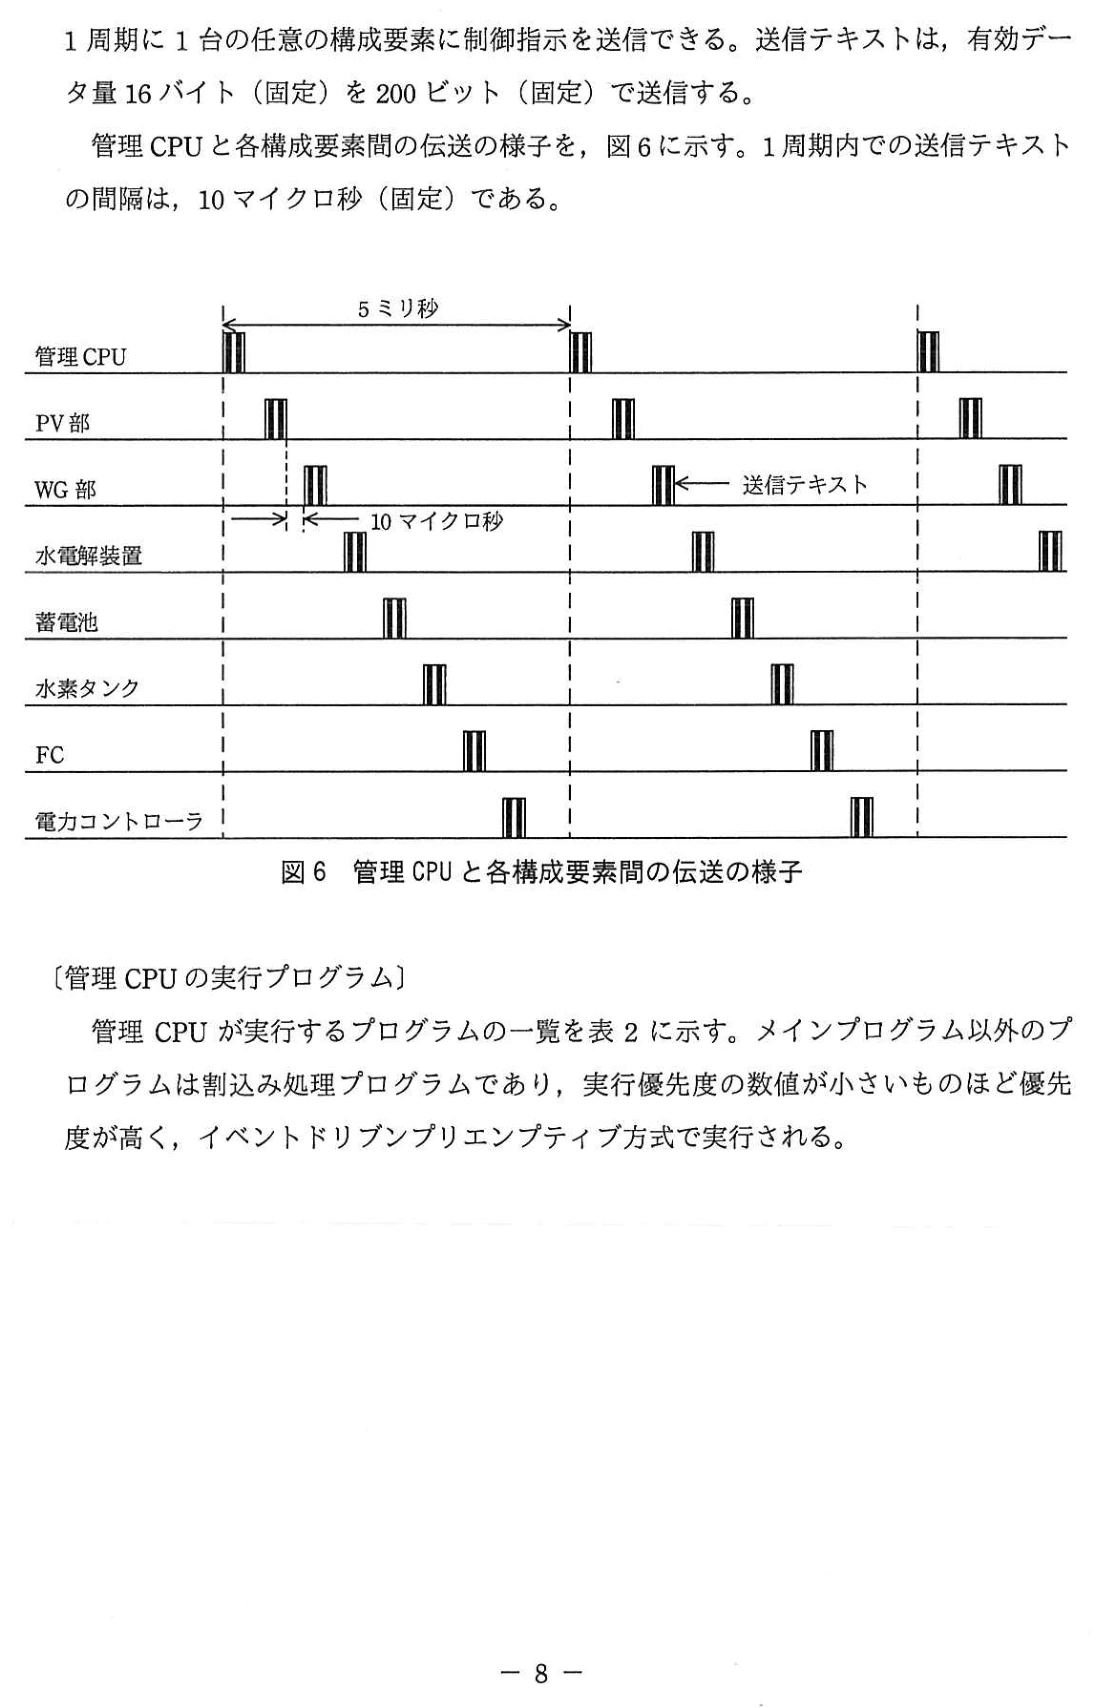 1 周期に 1 台の任意の構成要素に制御指示を送信できる。送信テキストは，有効デー
タ量 16 バイト（固定）を 200 ビット（固定）で送信する。
管理 CPU と各構成要素間の伝送の様子を，図 6 に示す。1 周期内での送信テキスト
の間隔は，10 マイクロ秒（固定）である。
5 ミリ秒
管理 CPU
PV 部
WG 部
送信テキスト
10 マイクロ秒
水電解装置
蓄電池
水素タンク
FC
電力コントローラ
図 6　管理 CPU と各構成要素間の伝送の様子
〔管理 CPU の実行プログラム〕
管理 CPU が実行するプログラムの一覧を表 2 に示す。メインプログラム以外のプ
ログラムは割込み処理プログラムであり，実行優先度の数値が小さいものほど優先
度が高く，イベントドリブンプリエンプティブ方式で実行される。
－ 8 －